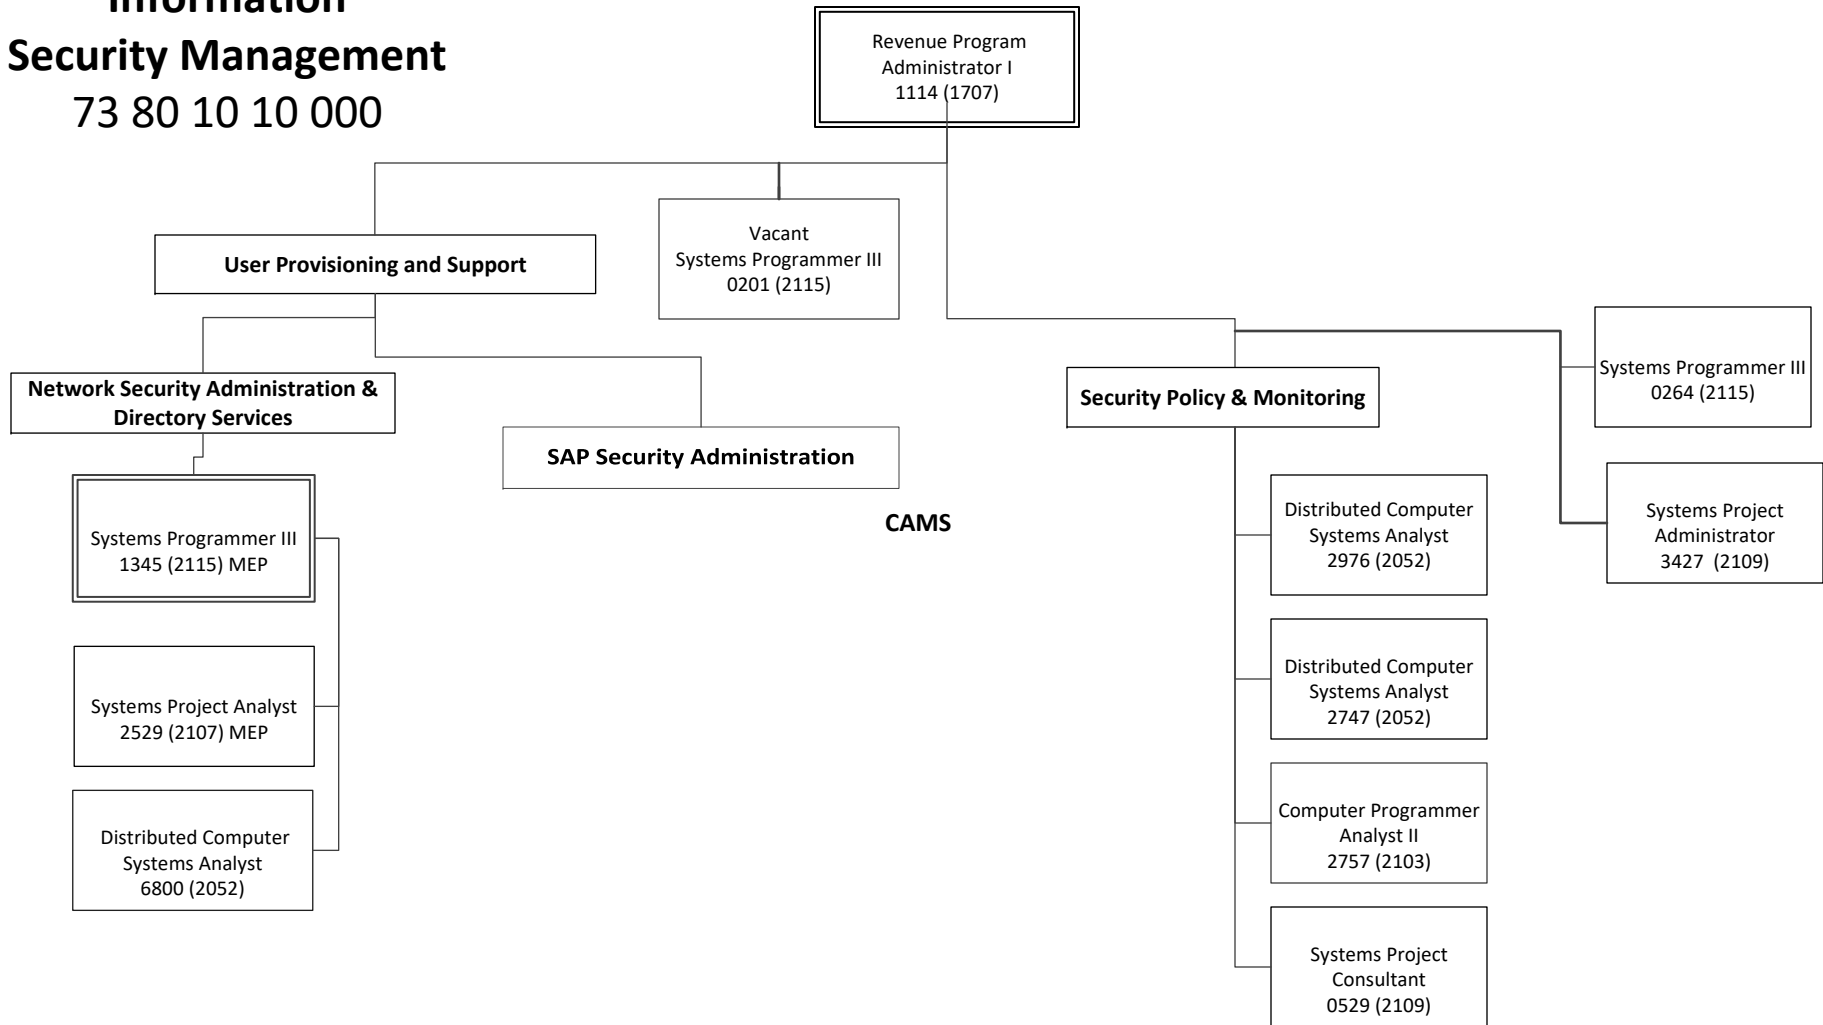 Information
Security Management
73 80 10 10 000
Revenue Program
Administrator I
1114 (1707)
Vacant
Systems Programmer III
0201 (2115)
User Provisioning and Support
Network Security Administration &
Directory Services
SAP Security Administration
CAMS
Security Policy & Monitoring
Systems Programmer III
0264 (2115)
Systems Project
Administrator
3427  (2109)
Systems Programmer III
1345 (2115) MEP
Systems Project Analyst
2529 (2107) MEP
Distributed Computer
Systems Analyst
6800 (2052)
Distributed Computer
Systems Analyst
2976 (2052)
Distributed Computer
Systems Analyst
2747 (2052)
Computer Programmer
Analyst II
2757 (2103)
Systems Project
Consultant
0529 (2109)